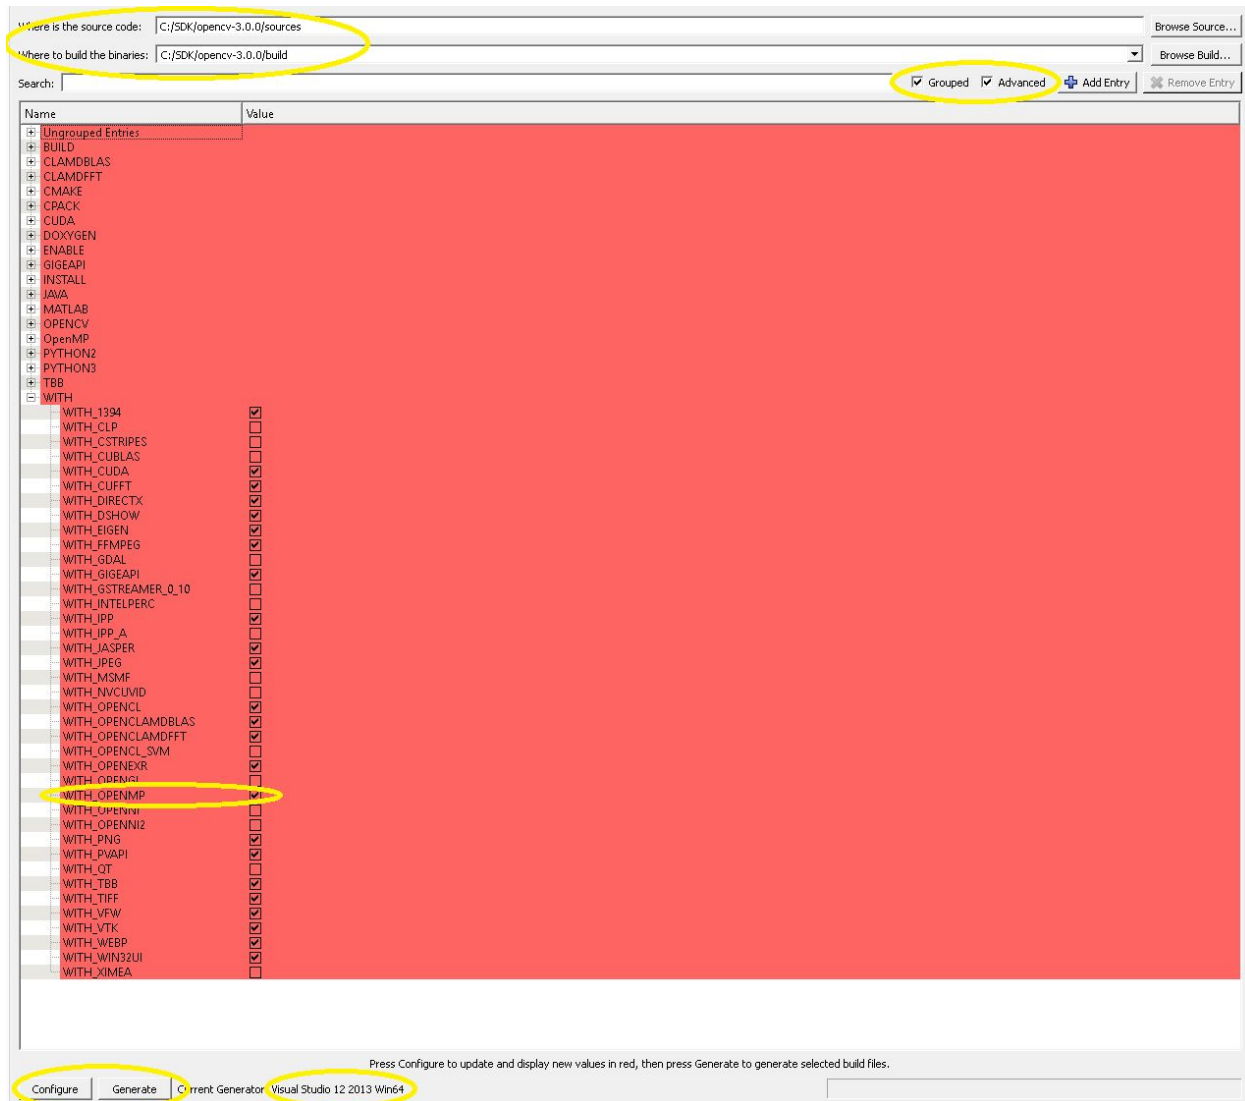 Where is the source code: C:/SDK/opencv-3.0.0/sources Browse Source...
Where to build the binaries: C:/SDK/opencv-3.0.0/build Browse Build...
Search: Grouped Advanced Add Entry Remove Entry
Name Value
Ungrouped Entries
BUILD
CLAMDBLAS
CLAMDFFT
CMAKE
CPACK
CUDA
DOXYGEN
ENABLE
GIGEAPI
INSTALL
JAVA
MATLAB
OPENCV
OpenMP
PYTHON2
PYTHON3
TBB
WITH
WITH_1394
WITH_CLP
WITH_CSTRIPES
WITH_CUBLAS
WITH_CUDA
WITH_CUFFT
WITH_DIRECTX
WITH_DSHOW
WITH_EIGEN
WITH_FFMPEG
WITH_GDAL
WITH_GIGEAPI
WITH_GSTREAMER_0_10
WITH_INTELPERC
WITH_IPP
WITH_IPP_A
WITH_JASPER
WITH_JPEG
WITH_MSMF
WITH_NVCUVID
WITH_OPENCL
WITH_OPENCLAMDBLAS
WITH_OPENCLAMDFFT
WITH_OPENCL_SVM
WITH_OPENEXR
WITH_OPENGL
WITH_OPENMP
WITH_OPENNI
WITH_OPENNI2
WITH_PNG
WITH_PVAPI
WITH_QT
WITH_TBB
WITH_TIFF
WITH_VFW
WITH_VTK
WITH_WEBP
WITH_WIN32UI
WITH_XIMEA
Press Configure to update and display new values in red, then press Generate to generate selected build files.
Configure Generate Current Generator: Visual Studio 12 2013 Win64